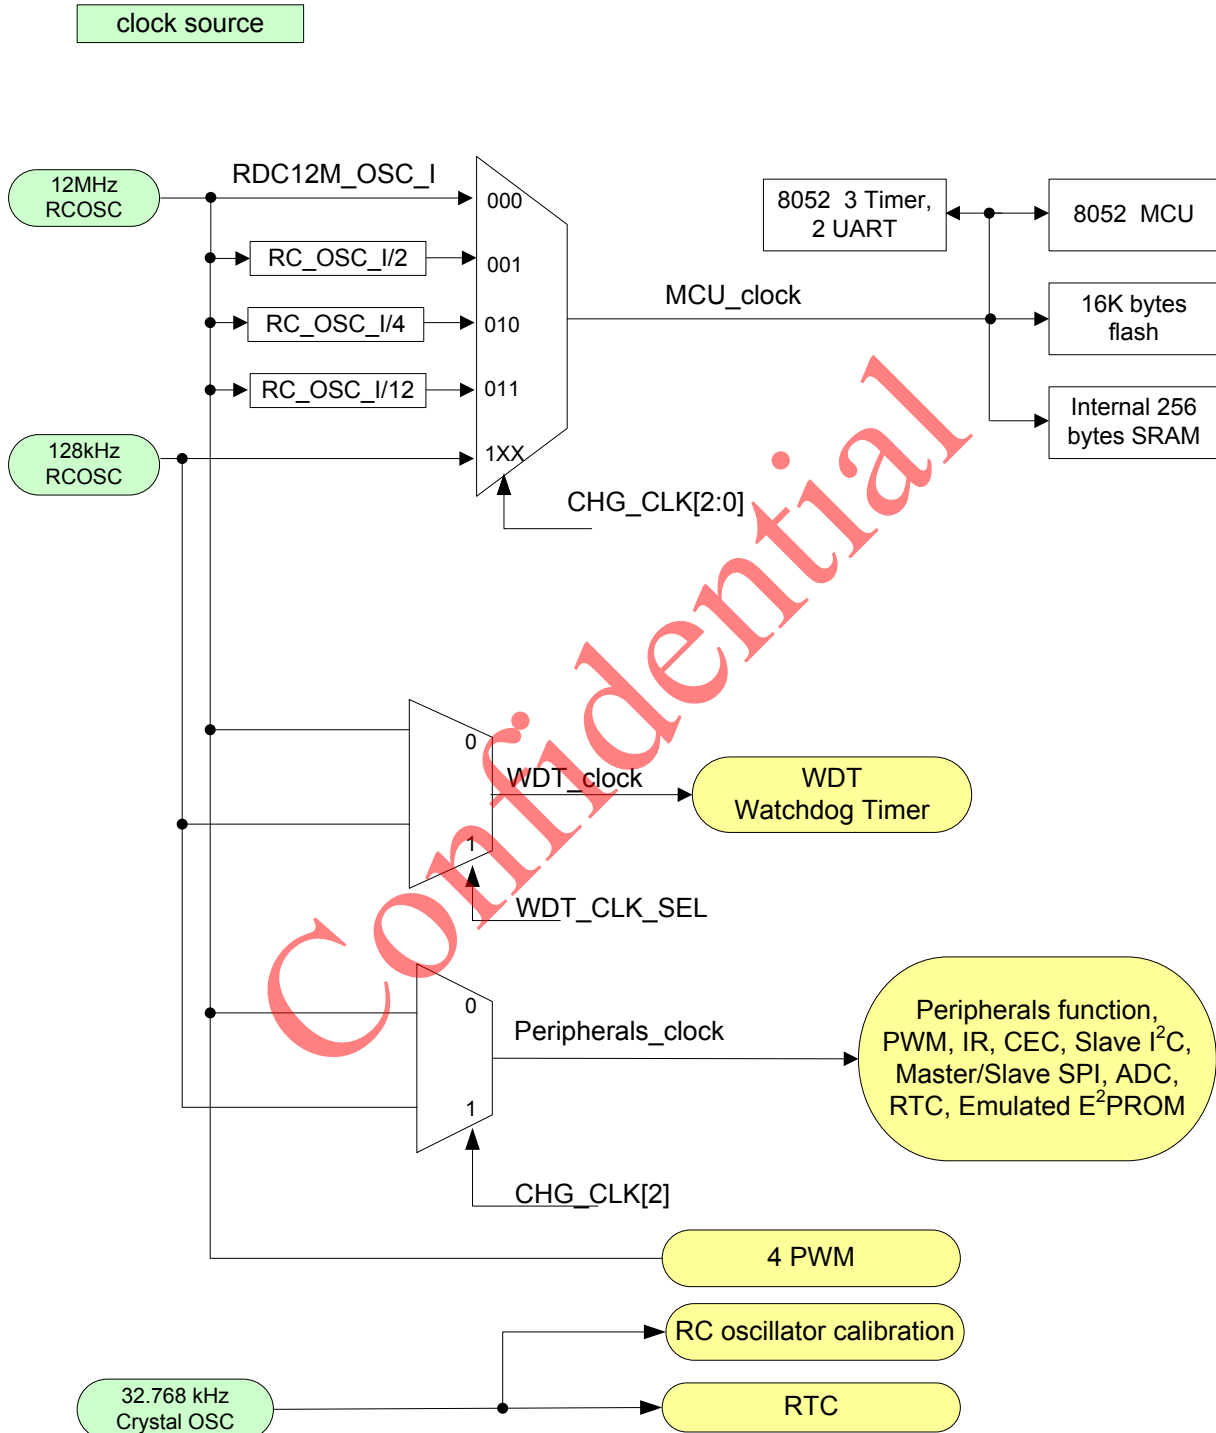 clock source
12MHz
RCOSC
RDC12M_OSC_I
000
RC_OSC_I/2
001
RC_OSC_I/4
010
RC_OSC_I/12
011
128kHz
RCOSC
1XX
CHG_CLK[2:0]
MCU_clock
8052 3 Timer,
2 UART
8052 MCU
16K bytes
flash
Internal 256
bytes SRAM
0
1
WDT_clock
WDT
Watchdog Timer
WDT_CLK_SEL
0
1
Peripherals_clock
Peripherals function,
PWM, IR, CEC, Slave I²C,
Master/Slave SPI, ADC,
RTC, Emulated E²PROM
CHG_CLK[2]
4 PWM
RC oscillator calibration
32.768 kHz
Crystal OSC
RTC
Confidential